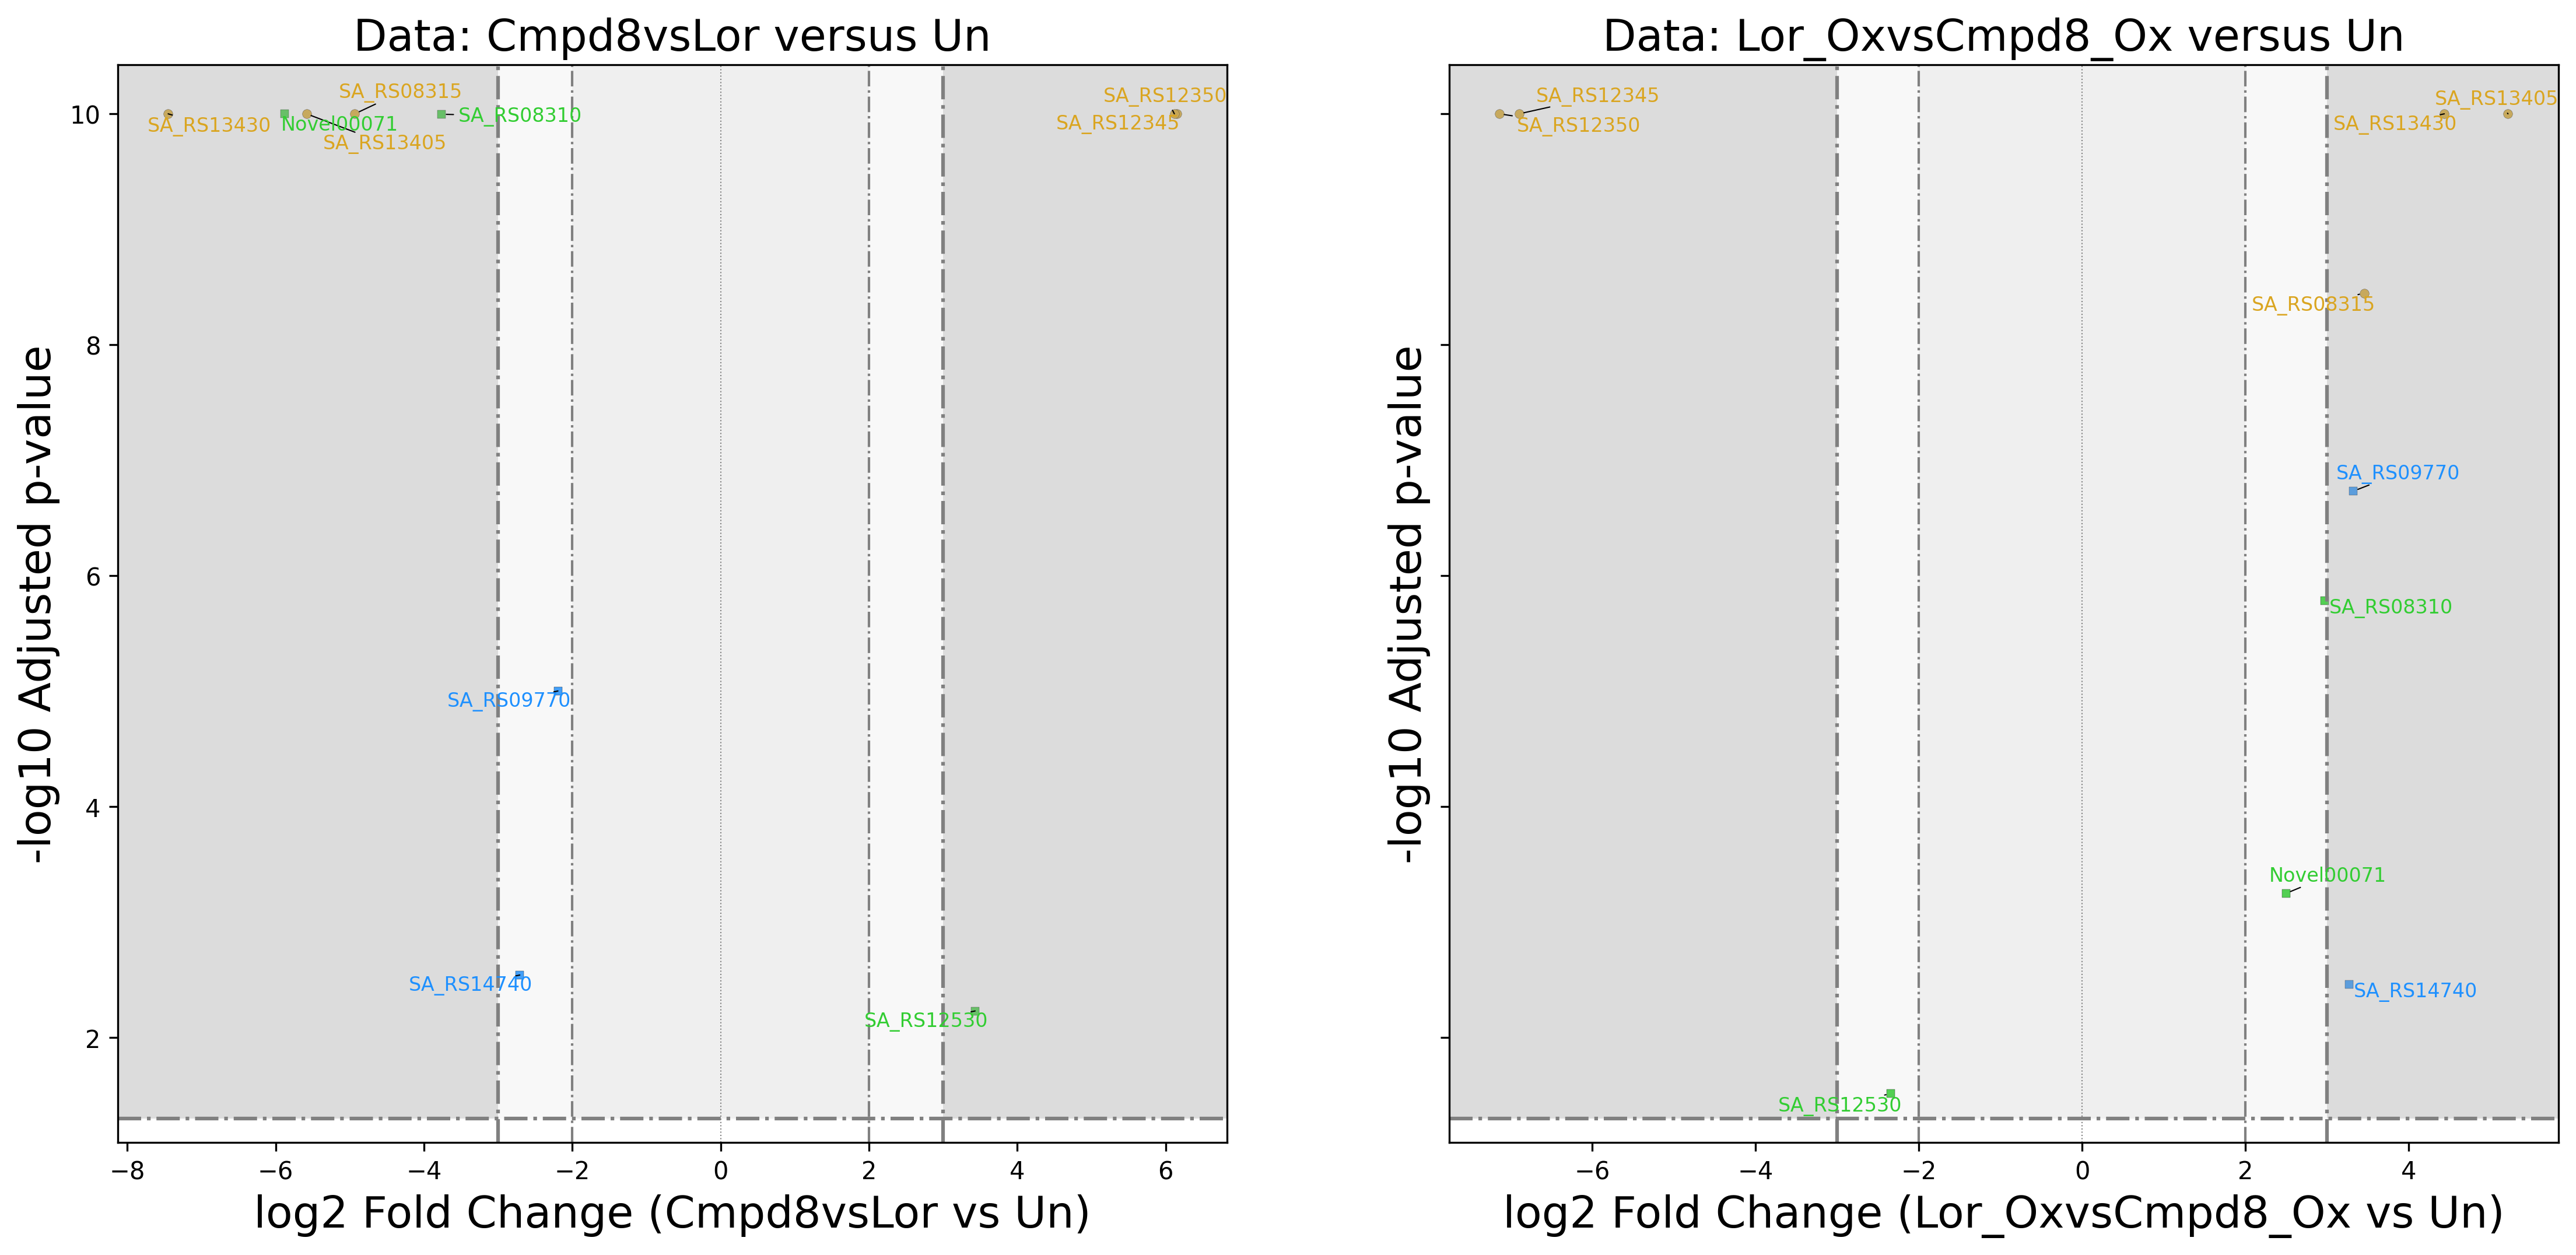 Data: Cmpd8vsLor versus Un
-log10 Adjusted p-value
10
8
6
4
2
SA_RS08315
SA_RS13430
Novel00071
SA_RS08310
SA_RS13405
SA_RS12350
SA_RS12345
SA_RS09770
SA_RS14740
SA_RS12530
−8
−6
−4
−2
0
2
4
6
log2 Fold Change (Cmpd8vsLor vs Un)
Data: Lor_OxvsCmpd8_Ox versus Un
-log10 Adjusted p-value
SA_RS12345
SA_RS12350
SA_RS13405
SA_RS13430
SA_RS08315
SA_RS09770
SA_RS08310
Novel00071
SA_RS14740
SA_RS12530
−6
−4
−2
0
2
4
log2 Fold Change (Lor_OxvsCmpd8_Ox vs Un)